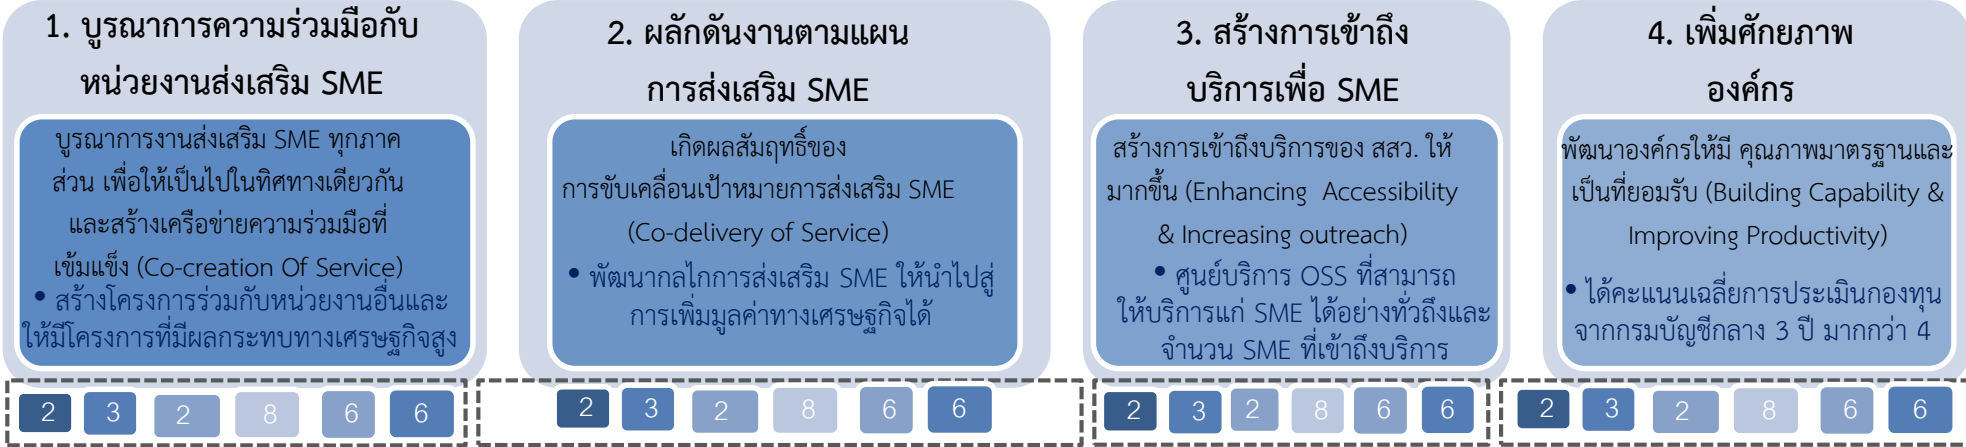 1. บูรณาการความร่วมมือกับ
หน่วยงานส่งเสริม SME
บูรณาการงานส่งเสริม SME ทุกภาค
ส่วน เพื่อให้เป็นไปในทิศทางเดียวกัน
และสร้างเครือข่ายความร่วมมือที่
เข้มแข็ง (Co-creation Of Service)
• สร้างโครงการร่วมกับหน่วยงานอื่นและ
ให้มีโครงการที่มีผลกระทบทางเศรษฐกิจสูง
2 3 2 8 6 6
2. ผลักดันงานตามแผน
การส่งเสริม SME
เกิดผลสัมฤทธิ์ของ
การขับเคลื่อนเป้าหมายการส่งเสริม SME
(Co-delivery of Service)
• พัฒนากลไกการส่งเสริม SME ให้นำไปสู่
การเพิ่มมูลค่าทางเศรษฐกิจได้
2 3 2 8 6 6
3. สร้างการเข้าถึง
บริการเพื่อ SME
สร้างการเข้าถึงบริการของ สสว. ให้
มากขึ้น (Enhancing Accessibility
& Increasing outreach)
• ศูนย์บริการ OSS ที่สามารถ
ให้บริการแก่ SME ได้อย่างทั่วถึงและ
จำนวน SME ที่เข้าถึงบริการ
2 3 2 8 6 6
4. เพิ่มศักยภาพ
องค์กร
พัฒนาองค์กรให้มี คุณภาพมาตรฐานและ
เป็นที่ยอมรับ (Building Capability &
Improving Productivity)
• ได้คะแนนเฉลี่ยการประเมินกองทุน
จากกรมบัญชีกลาง 3 ปี มากกว่า 4
2 3 2 8 6 6